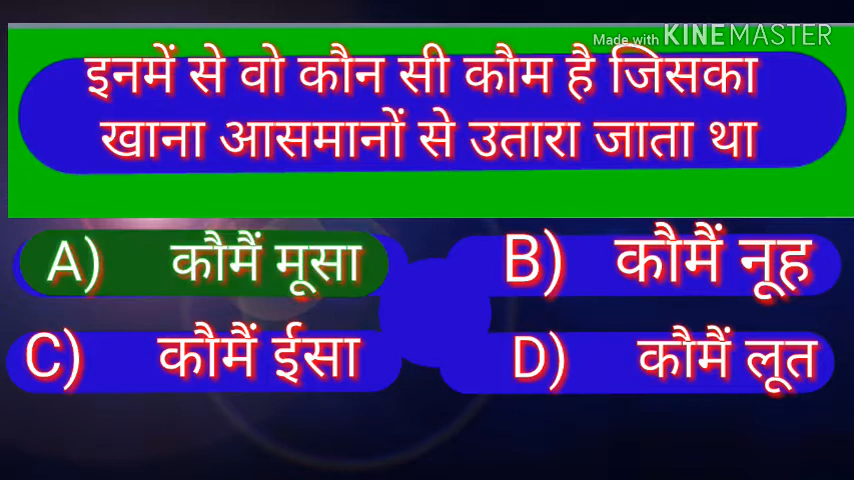 Made with KINEMASTER
इनमें से वो कौन सी कौम है जिसका
खाना आसमानों से उतारा जाता था
A) कौमैं मूसा
B) कौमैं नूह
C) कौमैं ईसा
D) कौमैं लूत